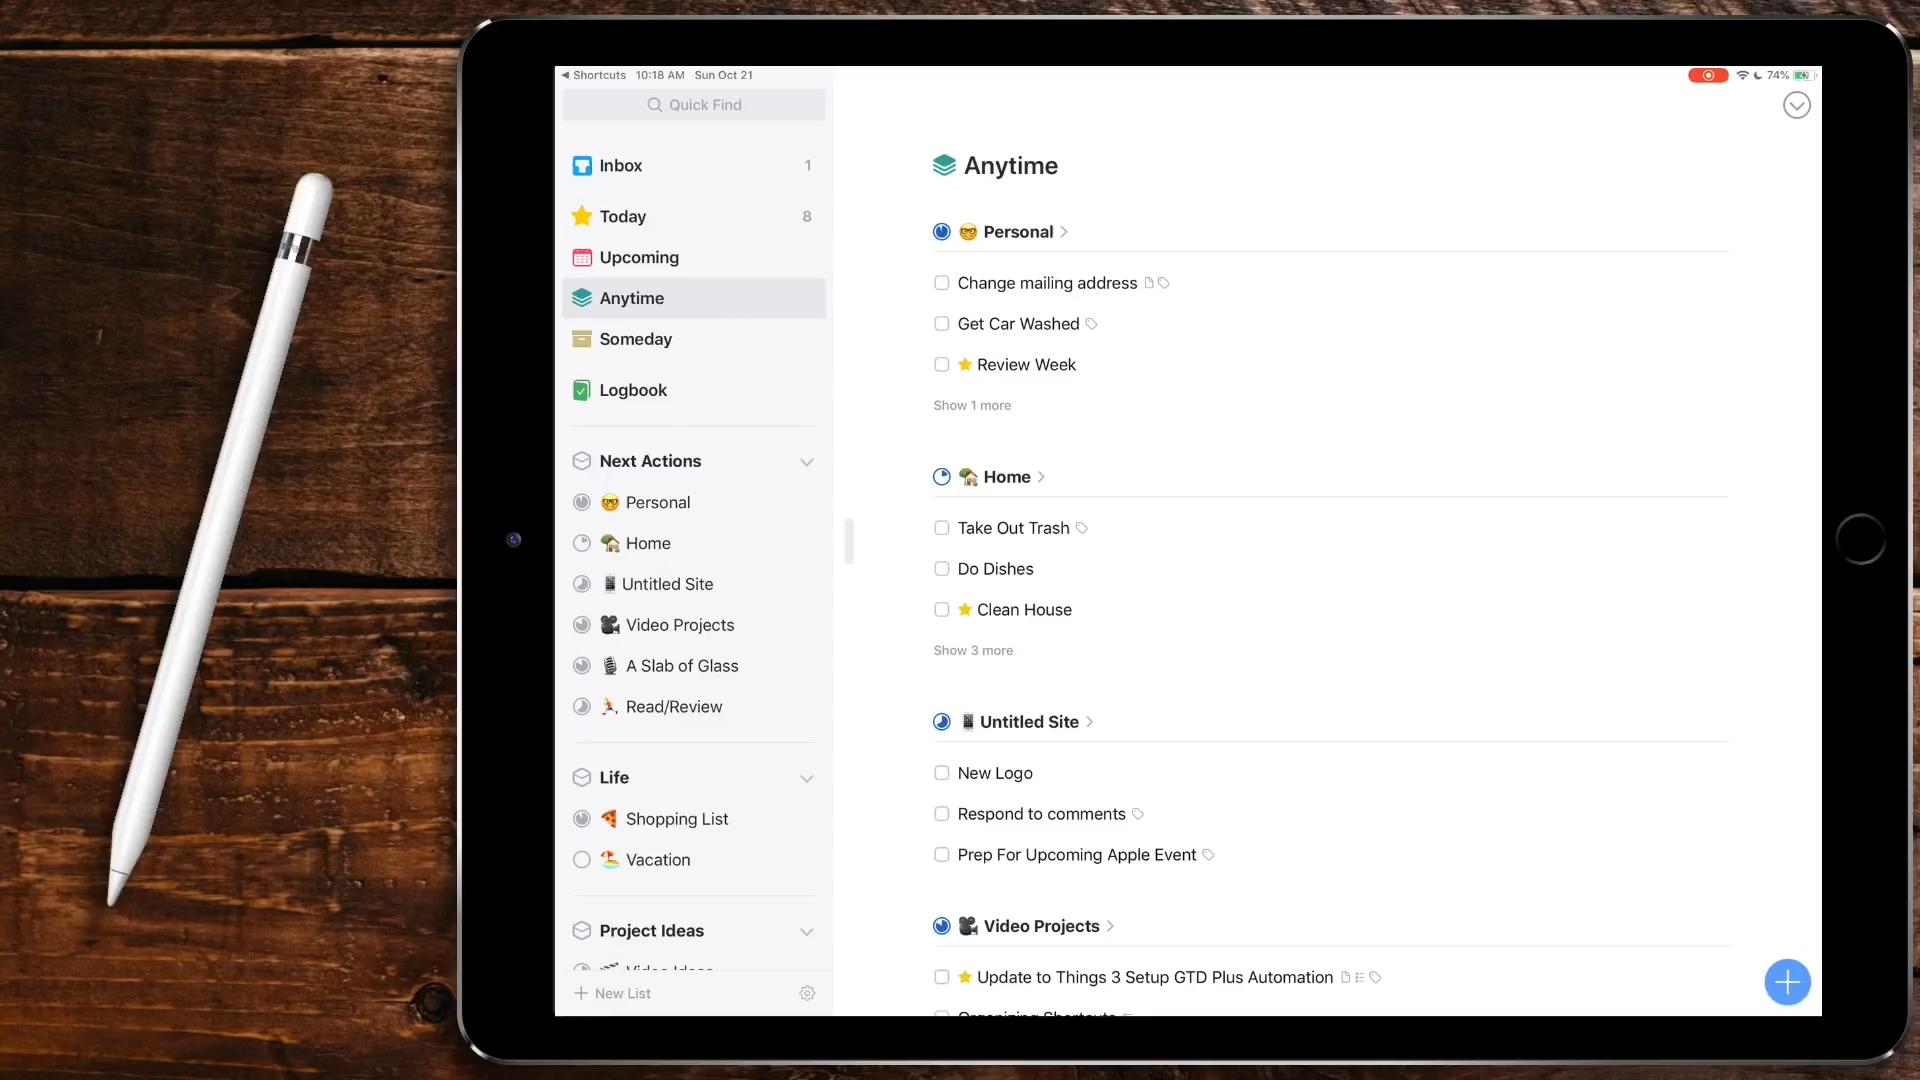 Shortcuts 10:18 AM Sun Oct 21
74%
Quick Find
Inbox 1
Today 8
Upcoming
Anytime
Someday
Logbook
Next Actions
Personal
Home
Untitled Site
Video Projects
A Slab of Glass
Read/Review
Life
Shopping List
Vacation
Project Ideas
Video Ideas
New List
Anytime
Personal
Change mailing address
Get Car Washed
Review Week
Show 1 more
Home
Take Out Trash
Do Dishes
Clean House
Show 3 more
Untitled Site
New Logo
Respond to comments
Prep For Upcoming Apple Event
Video Projects
Update to Things 3 Setup GTD Plus Automation
Organizing Shortcuts